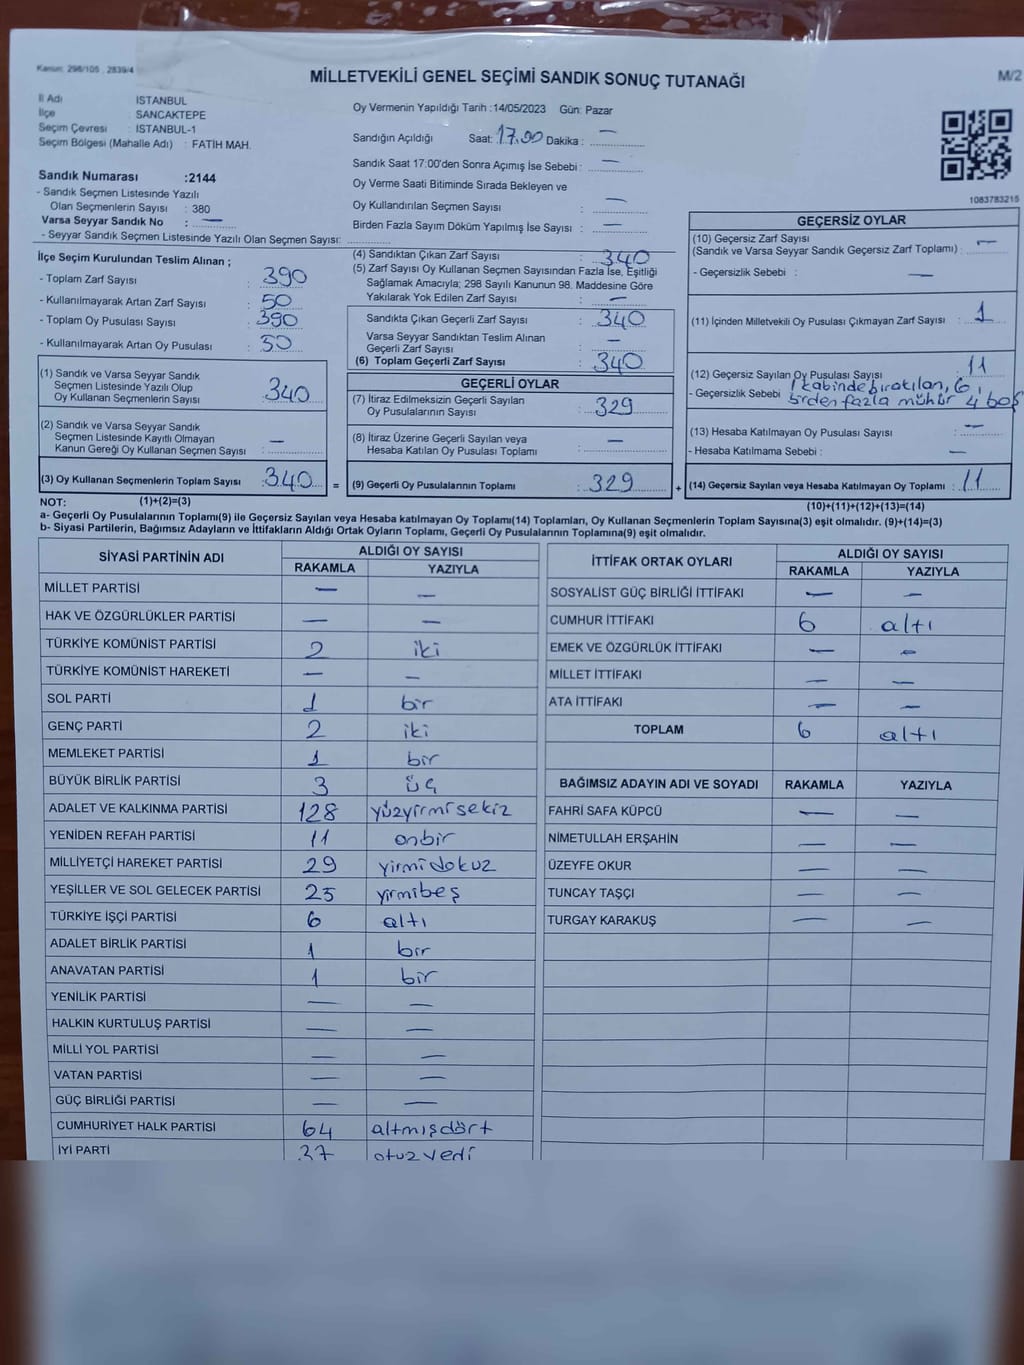 Kanun: 298/105 , 2839/4
MİLLETVEKİLİ GENEL SEÇİMİ SANDIK SONUÇ TUTANAĞI
M/2
İl Adı : İSTANBUL
İlçe : SANCAKTEPE
Seçim Çevresi : İSTANBUL-1
Seçim Bölgesi (Mahalle Adı) : FATİH MAH.
Sandık Numarası :2144
- Sandık Seçmen Listesinde Yazılı
Olan Seçmenlerin Sayısı : 380
Varsa Seyyar Sandık No : —
- Seyyar Sandık Seçmen Listesinde Yazılı Olan Seçmen Sayısı:
Oy Vermenin Yapıldığı Tarih :14/05/2023 Gün: Pazar
Sandığın Açıldığı Saat: 17.00 Dakika : —
Sandık Saat 17:00'den Sonra Açımış İse Sebebi : —
Oy Verme Saati Bitiminde Sırada Bekleyen ve
Oy Kullandırılan Seçmen Sayısı : —
Birden Fazla Sayım Döküm Yapılmış İse Sayısı : —
1083783215
İlçe Seçim Kurulundan Teslim Alınan ;
- Toplam Zarf Sayısı : 390
- Kullanılmayarak Artan Zarf Sayısı : 50
- Toplam Oy Pusulası Sayısı : 390
- Kullanılmayarak Artan Oy Pusulası : 50
(1) Sandık ve Varsa Seyyar Sandık
Seçmen Listesinde Yazılı Olup
Oy Kullanan Seçmenlerin Sayısı : 340
(2) Sandık ve Varsa Seyyar Sandık
Seçmen Listesinde Kayıtlı Olmayan
Kanun Gereği Oy Kullanan Seçmen Sayısı : —
(3) Oy Kullanan Seçmenlerin Toplam Sayısı :340 =
(4) Sandıktan Çıkan Zarf Sayısı : 340
(5) Zarf Sayısı Oy Kullanan Seçmen Sayısından Fazla İse, Eşitliği
Sağlamak Amacıyla; 298 Sayılı Kanunun 98. Maddesine Göre
Yakılarak Yok Edilen Zarf Sayısı : —
Sandıkta Çıkan Geçerli Zarf Sayısı : 340
Varsa Seyyar Sandıktan Teslim Alınan
Geçerli Zarf Sayısı : —
(6) Toplam Geçerli Zarf Sayısı : 340
GEÇERLİ OYLAR
(7) İtiraz Edilmeksizin Geçerli Sayılan
Oy Pusulalarının Sayısı : 329
(8) İtiraz Üzerine Geçerli Sayılan veya
Hesaba Katılan Oy Pusulası Toplamı : —
(9) Geçerli Oy Pusulalarının Toplamı : 329 +
GEÇERSİZ OYLAR
(10) Geçersiz Zarf Sayısı
(Sandık ve Varsa Seyyar Sandık Geçersiz Zarf Toplamı) : —
- Geçersizlik Sebebi : —
(11) İçinden Milletvekili Oy Pusulası Çıkmayan Zarf Sayısı : 1
(12) Geçersiz Sayılan Oy Pusulası Sayısı : 11
- Geçersizlik Sebebi 1 kabinde bırakılan, 6
birden fazla mühür 4 boş
(13) Hesaba Katılmayan Oy Pusulası Sayısı : —
- Hesaba Katılmama Sebebi : —
(14) Geçersiz Sayılan veya Hesaba Katılmayan Oy Toplamı : 11
NOT: (1)+(2)=(3)
(10)+(11)+(12)+(13)=(14)
a- Geçerli Oy Pusulalarının Toplamı(9) ile Geçersiz Sayılan veya Hesaba katılmayan Oy Toplamı(14) Toplamları, Oy Kullanan Seçmenlerin Toplam Sayısına(3) eşit olmalıdır. (9)+(14)=(3)
b- Siyasi Partilerin, Bağımsız Adayların ve İttifakların Aldığı Ortak Oyların Toplamı, Geçerli Oy Pusulalarının Toplamına(9) eşit olmalıdır.
SİYASİ PARTİNİN ADI ALDIĞI OY SAYISI
RAKAMLA YAZIYLA
MİLLET PARTİSİ — —
HAK VE ÖZGÜRLÜKLER PARTİSİ — —
TÜRKİYE KOMÜNİST PARTİSİ 2 iki
TÜRKİYE KOMÜNİST HAREKETİ — —
SOL PARTİ 1 bir
GENÇ PARTİ 2 iki
MEMLEKET PARTİSİ 1 bir
BÜYÜK BİRLİK PARTİSİ 3 üç
ADALET VE KALKINMA PARTİSİ 128 yüzyirmisekiz
YENİDEN REFAH PARTİSİ 11 onbir
MİLLİYETÇİ HAREKET PARTİSİ 29 yirmidokuz
YEŞİLLER VE SOL GELECEK PARTİSİ 25 yirmibeş
TÜRKİYE İŞÇİ PARTİSİ 6 altı
ADALET BİRLİK PARTİSİ 1 bir
ANAVATAN PARTİSİ 1 bir
YENİLİK PARTİSİ — —
HALKIN KURTULUŞ PARTİSİ — —
MİLLİ YOL PARTİSİ — —
VATAN PARTİSİ — —
GÜÇ BİRLİĞİ PARTİSİ — —
CUMHURİYET HALK PARTİSİ 64 altmışdört
İYİ PARTİ 37 otuzyedi
İTTİFAK ORTAK OYLARI ALDIĞI OY SAYISI
RAKAMLA YAZIYLA
SOSYALİST GÜÇ BİRLİĞİ İTTİFAKI — —
CUMHUR İTTİFAKI 6 altı
EMEK VE ÖZGÜRLÜK İTTİFAKI — —
MİLLET İTTİFAKI — —
ATA İTTİFAKI — —
TOPLAM 6 altı
BAĞIMSIZ ADAYIN ADI VE SOYADI RAKAMLA YAZIYLA
FAHRİ SAFA KÜPCÜ — —
NİMETULLAH ERŞAHİN — —
ÜZEYFE OKUR — —
TUNCAY TAŞÇI — —
TURGAY KARAKUŞ — —